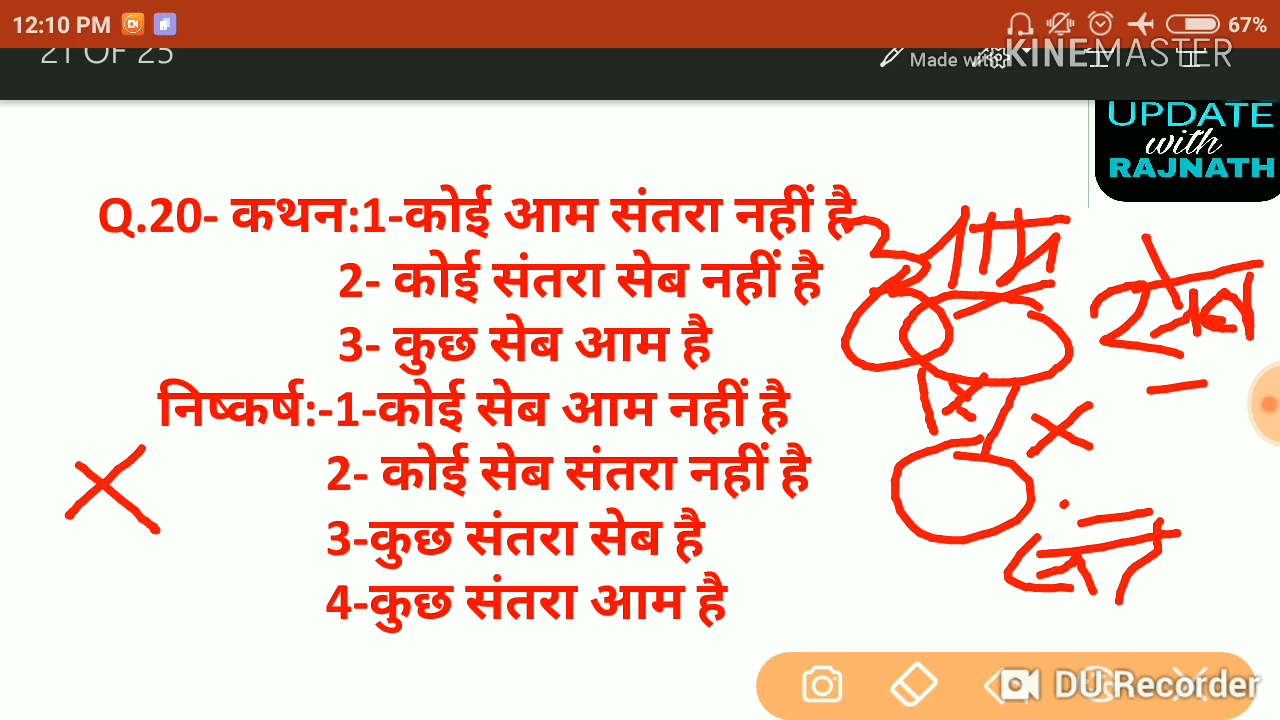 12:10 PM
67%
21 OF 25
Made with
KINEMASTER
UPDATE
with
RAJNATH
Q.20- कथन:1-कोई आम संतरा नहीं है
2- कोई संतरा सेब नहीं है
3- कुछ सेब आम है
निष्कर्ष:-1-कोई सेब आम नहीं है
2- कोई सेब संतरा नहीं है
3-कुछ संतरा सेब है
4-कुछ संतरा आम है
आम
सेब
DU Recorder